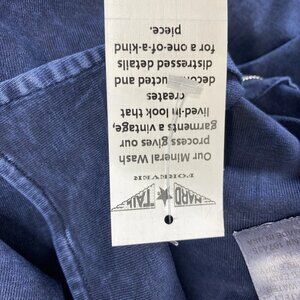 HARD TAIL
FOREVER
Our Mineral Wash
process gives our
garments a vintage,
lived-in look that
creates
and
distressed details
for a one-of-a-kind
piece.